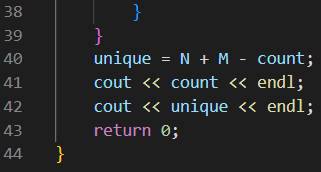 38 }
39 }
40 unique = N + M - count;
41 cout << count << endl;
42 cout << unique << endl;
43 return 0;
44 }